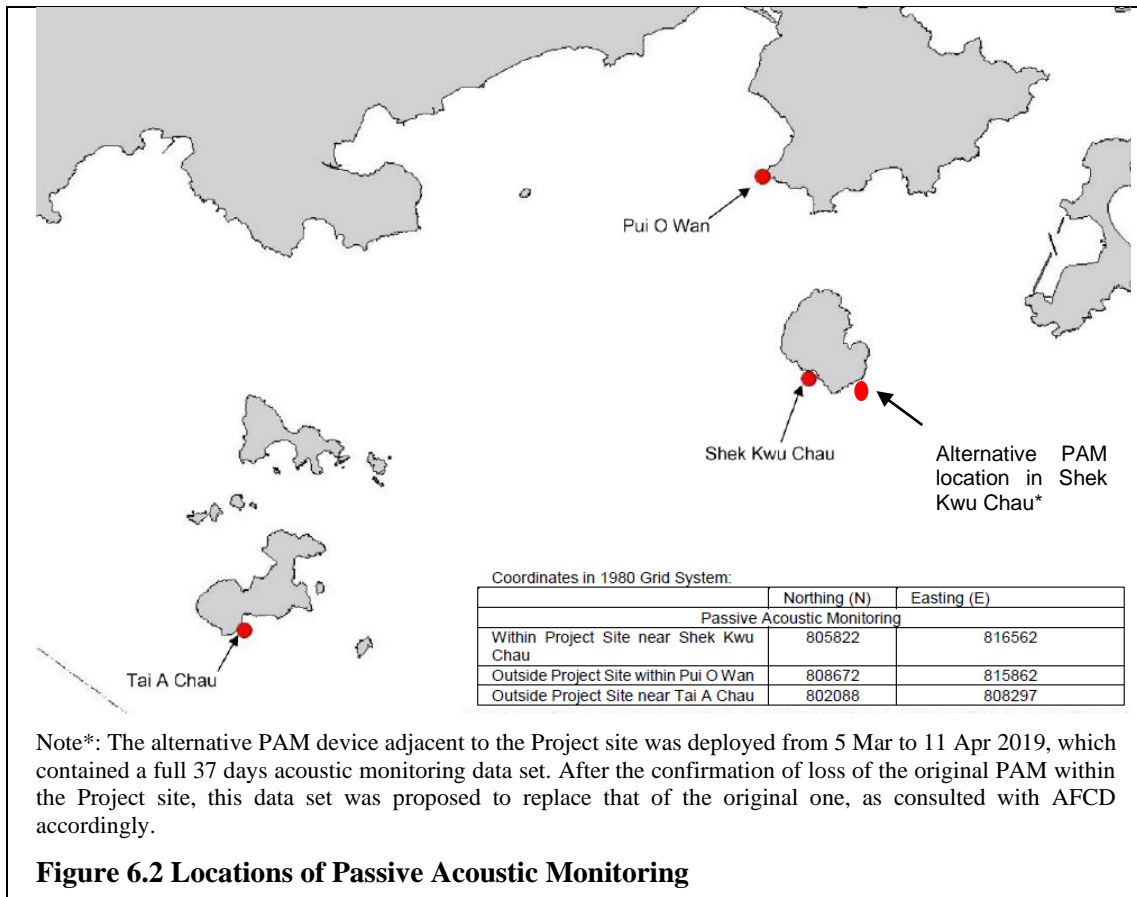 Pui O Wan
Shek Kwu Chau
Alternative PAM
location in Shek
Kwu Chau*
Tai A Chau
Coordinates in 1980 Grid System:
Northing (N) Easting (E)
Passive Acoustic Monitoring
Within Project Site near Shek Kwu 805822 816562
Chau
Outside Project Site within Pui O Wan 808672 815862
Outside Project Site near Tai A Chau 802088 808297
Note*: The alternative PAM device adjacent to the Project site was deployed from 5 Mar to 11 Apr 2019, which
contained a full 37 days acoustic monitoring data set. After the confirmation of loss of the original PAM within
the Project site, this data set was proposed to replace that of the original one, as consulted with AFCD
accordingly.
Figure 6.2 Locations of Passive Acoustic Monitoring